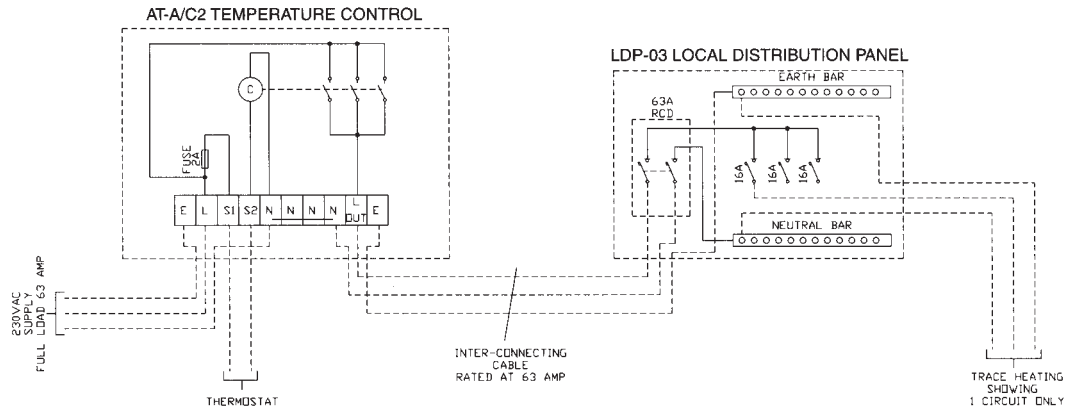 AT-A/C2 TEMPERATURE CONTROL
C
FUSE
2A
E L S1 S2 N N N N L OUT E
230VAC
SUPPLY
FULL LOAD 63 AMP
THERMOSTAT
INTER-CONNECTING
CABLE
RATED AT 63 AMP
LDP-03 LOCAL DISTRIBUTION PANEL
EARTH BAR
63A
RCD
16A
16A
16A
NEUTRAL BAR
TRACE HEATING
SHOWING
1 CIRCUIT ONLY